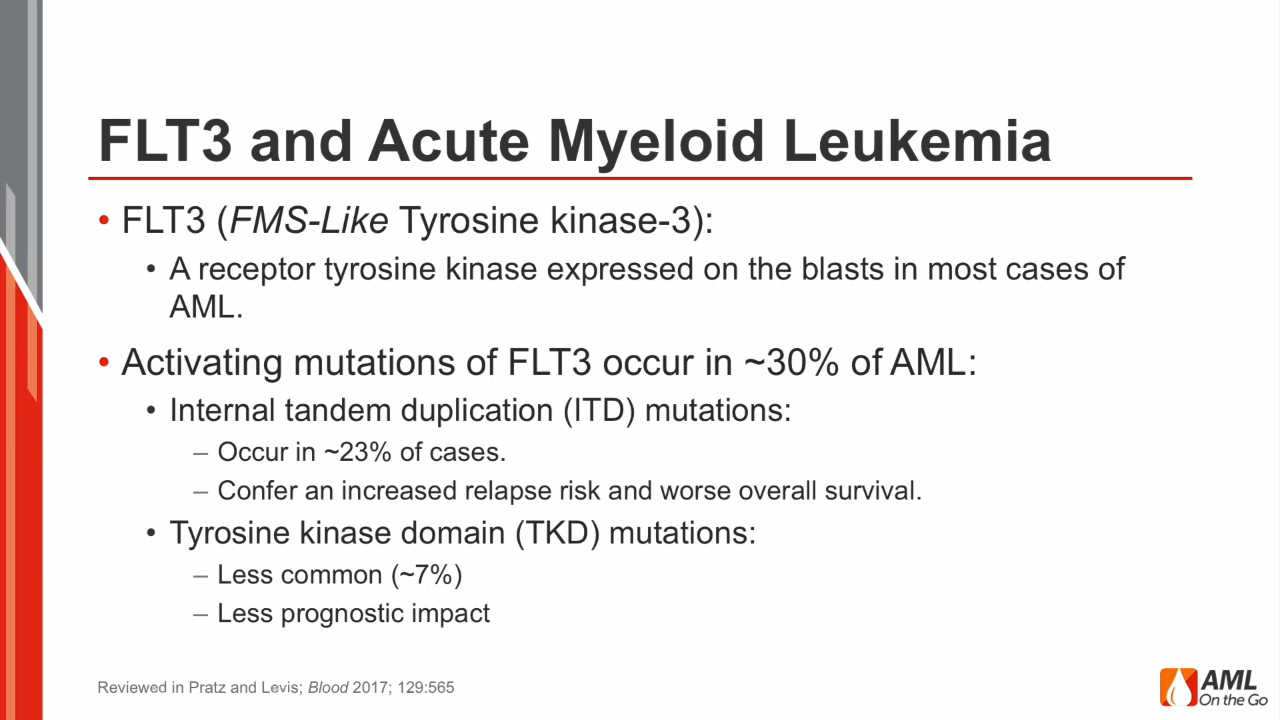 FLT3 and Acute Myeloid Leukemia
• FLT3 (FMS-Like Tyrosine kinase-3):
• A receptor tyrosine kinase expressed on the blasts in most cases of
AML.
• Activating mutations of FLT3 occur in ~30% of AML:
• Internal tandem duplication (ITD) mutations:
– Occur in ~23% of cases.
– Confer an increased relapse risk and worse overall survival.
• Tyrosine kinase domain (TKD) mutations:
– Less common (~7%)
– Less prognostic impact
Reviewed in Pratz and Levis; Blood 2017; 129:565
AML
On the Go